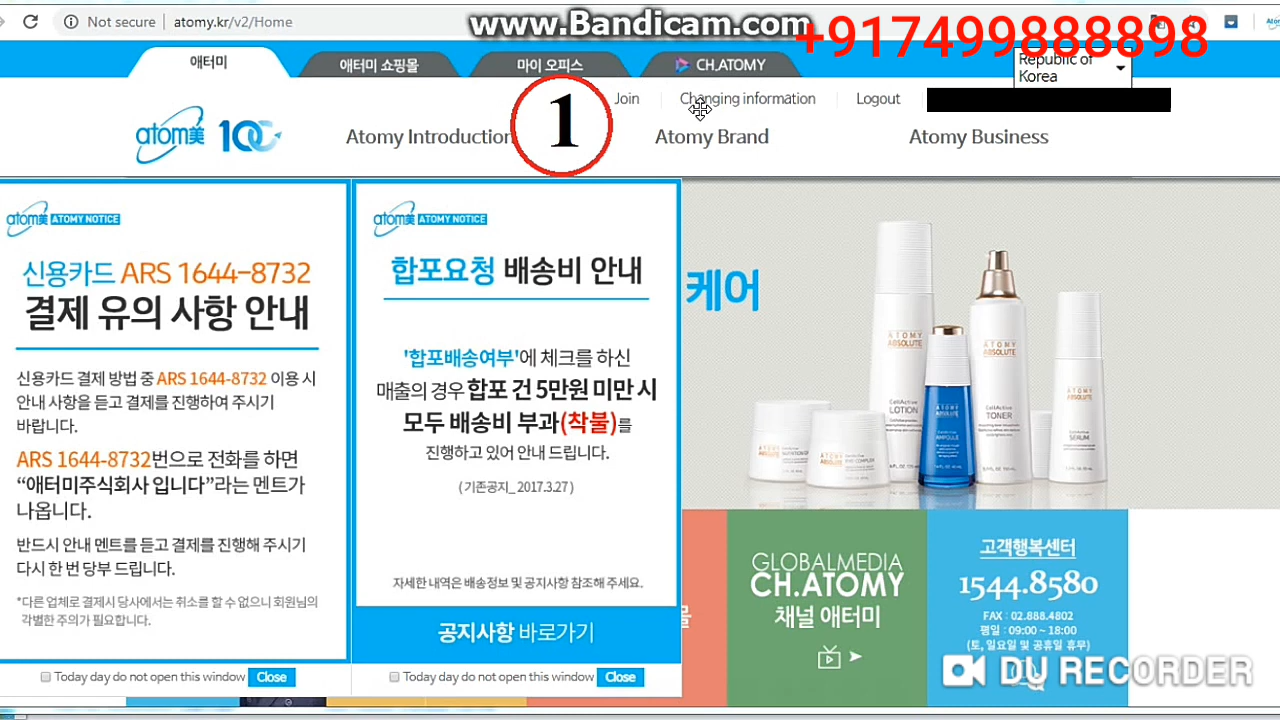 Not secure | atomy.kr/v2/Home
www.Bandicam.com
+917499888898
애터미
애터미 쇼핑몰
마이 오피스
CH.ATOMY
Republic of
Korea
Join
Changing information
Logout
atom美
100
Atomy Introduction
1
Atomy Brand
Atomy Business
atom美 ATOMY NOTICE
신용카드 ARS 1644-8732
결제 유의 사항 안내
신용카드 결제 방법 중 ARS 1644-8732 이용 시
안내 사항을 듣고 결제를 진행하여 주시기
바랍니다.
ARS 1644-8732번으로 전화를 하면
“애터미주식회사 입니다”라는 멘트가
나옵니다.
반드시 안내 멘트를 듣고 결제를 진행해 주시기
다시 한 번 당부 드립니다.
*다른 업체로 결제시 당사에서는 취소를 할 수 없으니 회원님의
각별한 주의가 필요합니다.
Today day do not open this window Close
atom美 ATOMY NOTICE
합포요청 배송비 안내
'합포배송여부'에 체크를 하신
매출의 경우 합포 건 5만원 미만 시
모두 배송비 부과(착불)를
진행하고 있어 안내 드립니다.
( 기존공지_ 2017.3.27 )
자세한 내역은 배송정보 및 공지사항 참조해 주세요.
공지사항 바로가기
Today day do not open this window Close
케어
ATOMY
ABSOLUTE
CellActive
LOTION
ATOMY
ABSOLUTE
CellActive
AMPOULE
ATOMY
ABSOLUTE
CellActive
TONER
ATOMY
ABSOLUTE
CellActive
SERUM
몰
GLOBALMEDIA
CH.ATOMY
채널 애터미
고객행복센터
1544.8580
FAX : 02.888.4802
평일 : 09:00 ~ 18:00
(토, 일요일 및 공휴일 휴무)
DU RECORDER